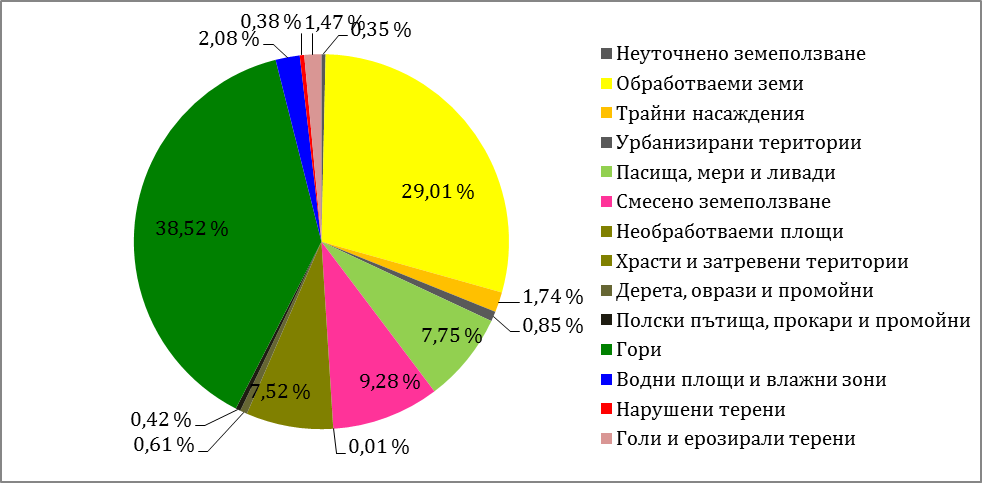 0,38 %
1,47 %
0,35 %
2,08 %
29,01 %
38,52 %
1,74 %
0,85 %
7,75 %
9,28 %
7,52 %
0,42 %
0,61 %
0,01 %
Неуточнено земеползване
Обработваеми земи
Трайни насаждения
Урбанизирани територии
Пасища, мери и ливади
Смесено земеползване
Необработваеми площи
Храсти и затревени територии
Дерета, оврази и промойни
Полски пътища, прокари и промойни
Гори
Водни площи и влажни зони
Нарушени терени
Голи и ерозирали терени